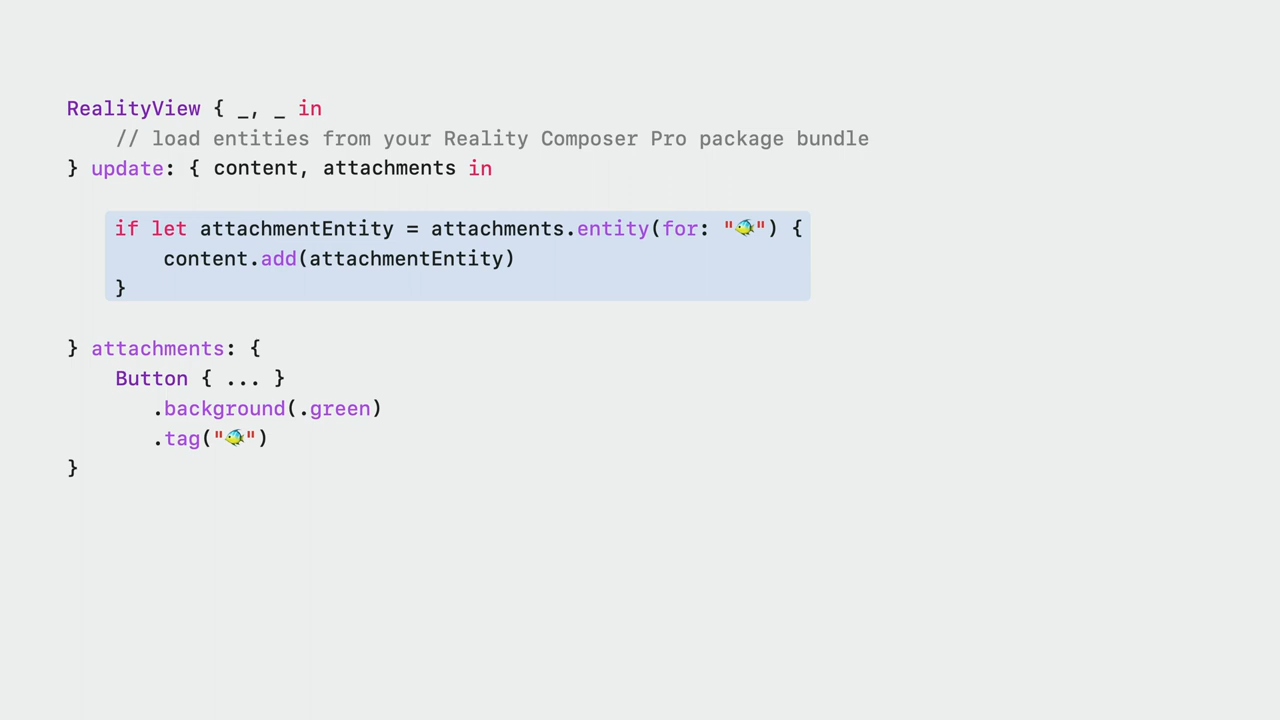 RealityView { _, _ in
    // load entities from your Reality Composer Pro package bundle
} update: { content, attachments in
    if let attachmentEntity = attachments.entity(for: "🐠") {
        content.add(attachmentEntity)
    }
} attachments: {
    Button { ... }
       .background(.green)
       .tag("🐠")
}